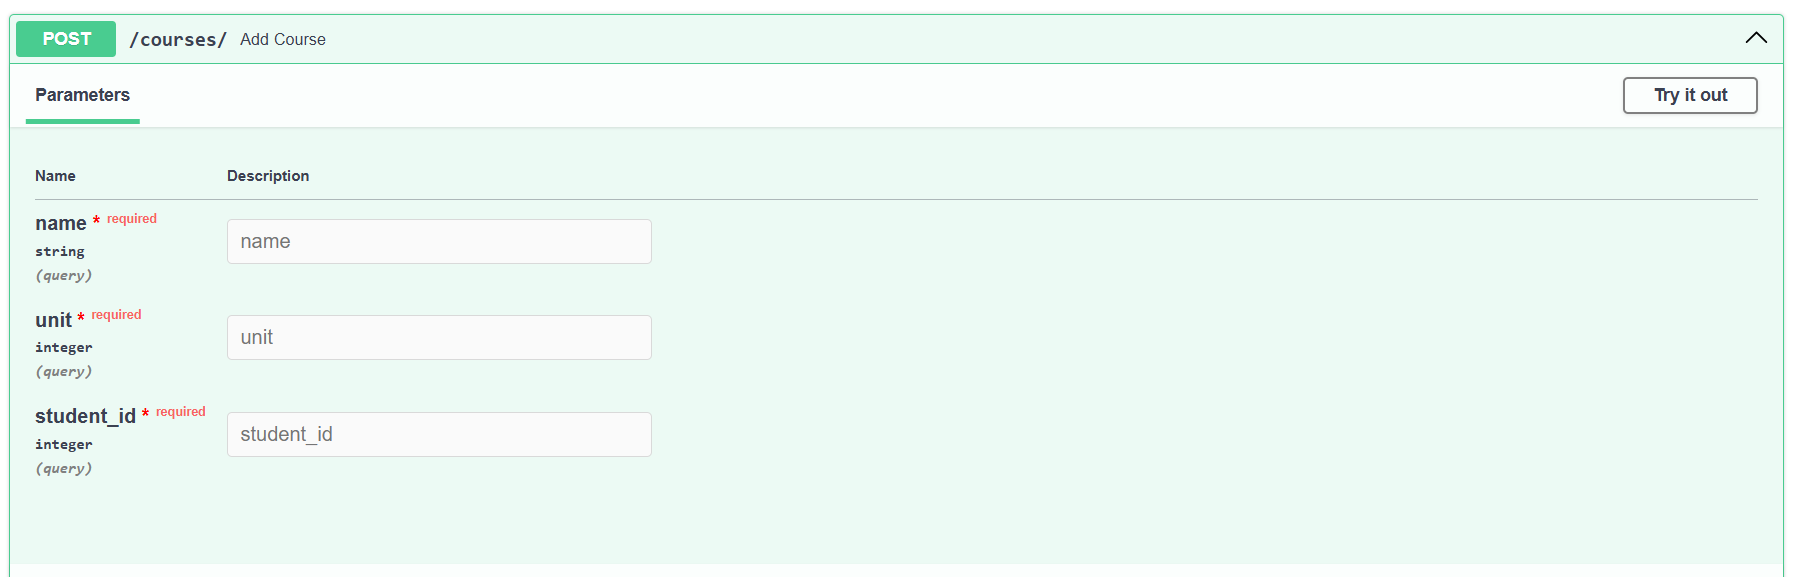 POST /courses/ Add Course
Parameters
Try it out
Name Description
name * required
string
(query)
name
unit * required
integer
(query)
unit
student_id * required
integer
(query)
student_id